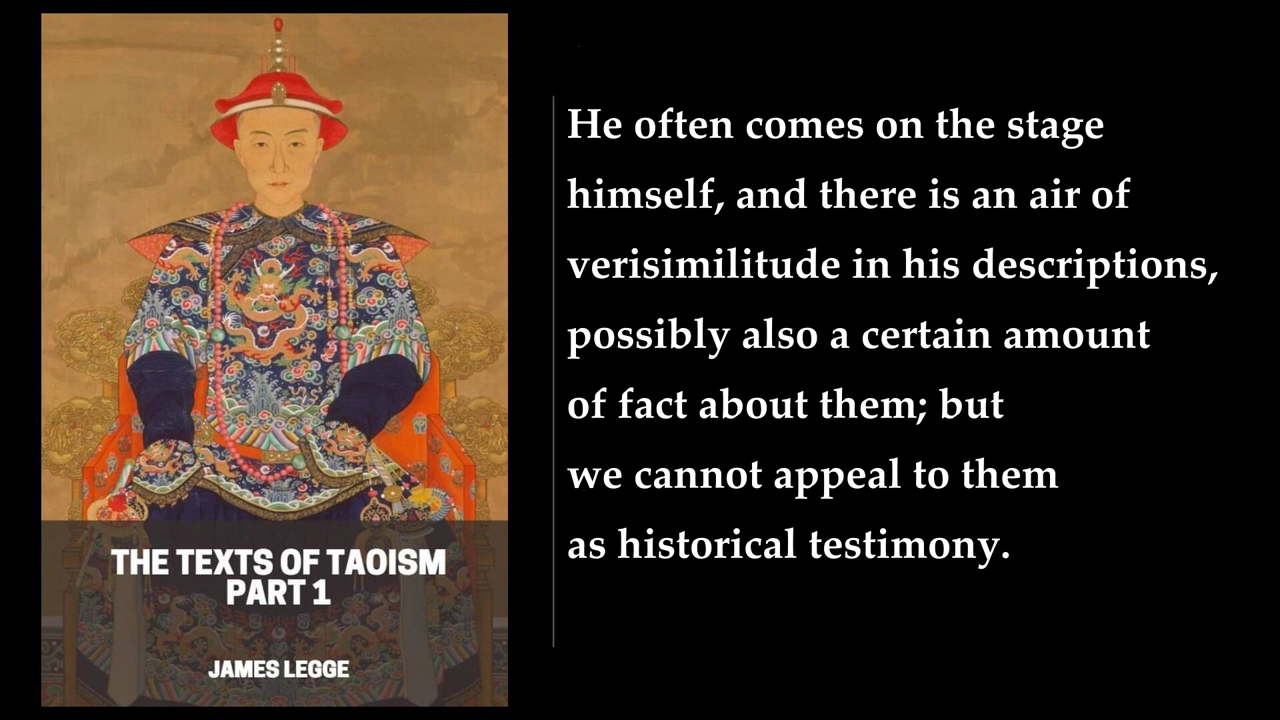 THE TEXTS OF TAOISM
PART 1
JAMES LEGGE
He often comes on the stage
himself, and there is an air of
verisimilitude in his descriptions,
possibly also a certain amount
of fact about them; but
we cannot appeal to them
as historical testimony.